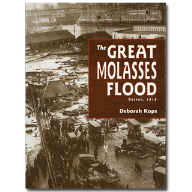 The
GREAT
MOLASSES
FLOOD
Boston, 1919
Deborah Kops